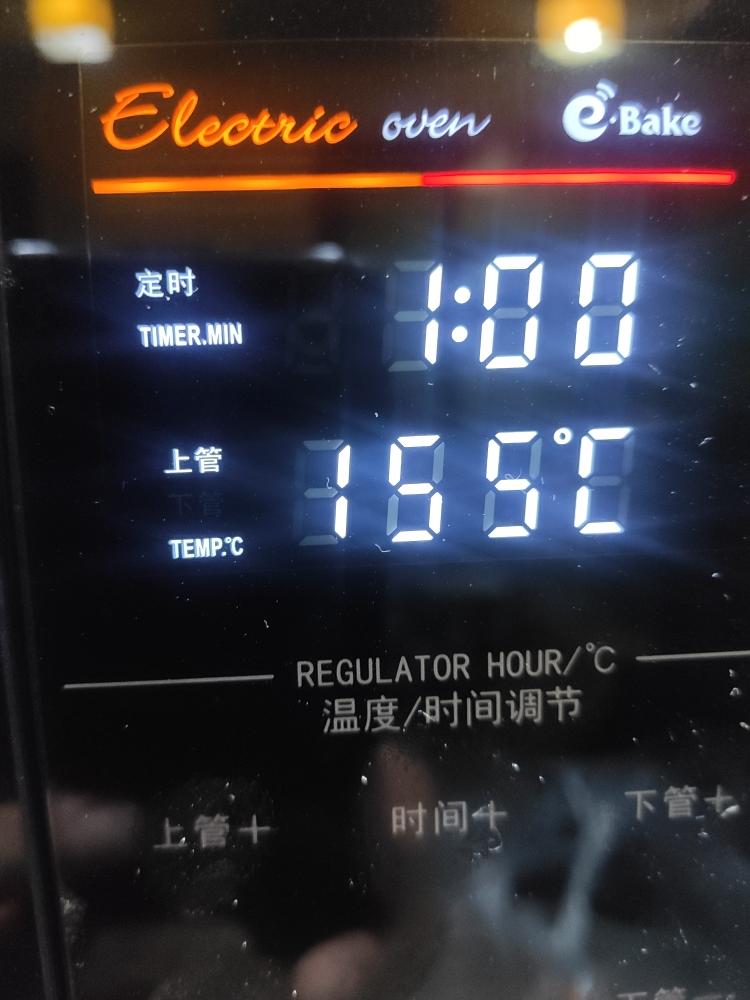 Electric oven e·Bake
定时 1:00
TIMER.MIN
上管 155℃
下管
TEMP.℃
REGULATOR HOUR/℃
温度/时间调节
上管+ 时间+ 下管+